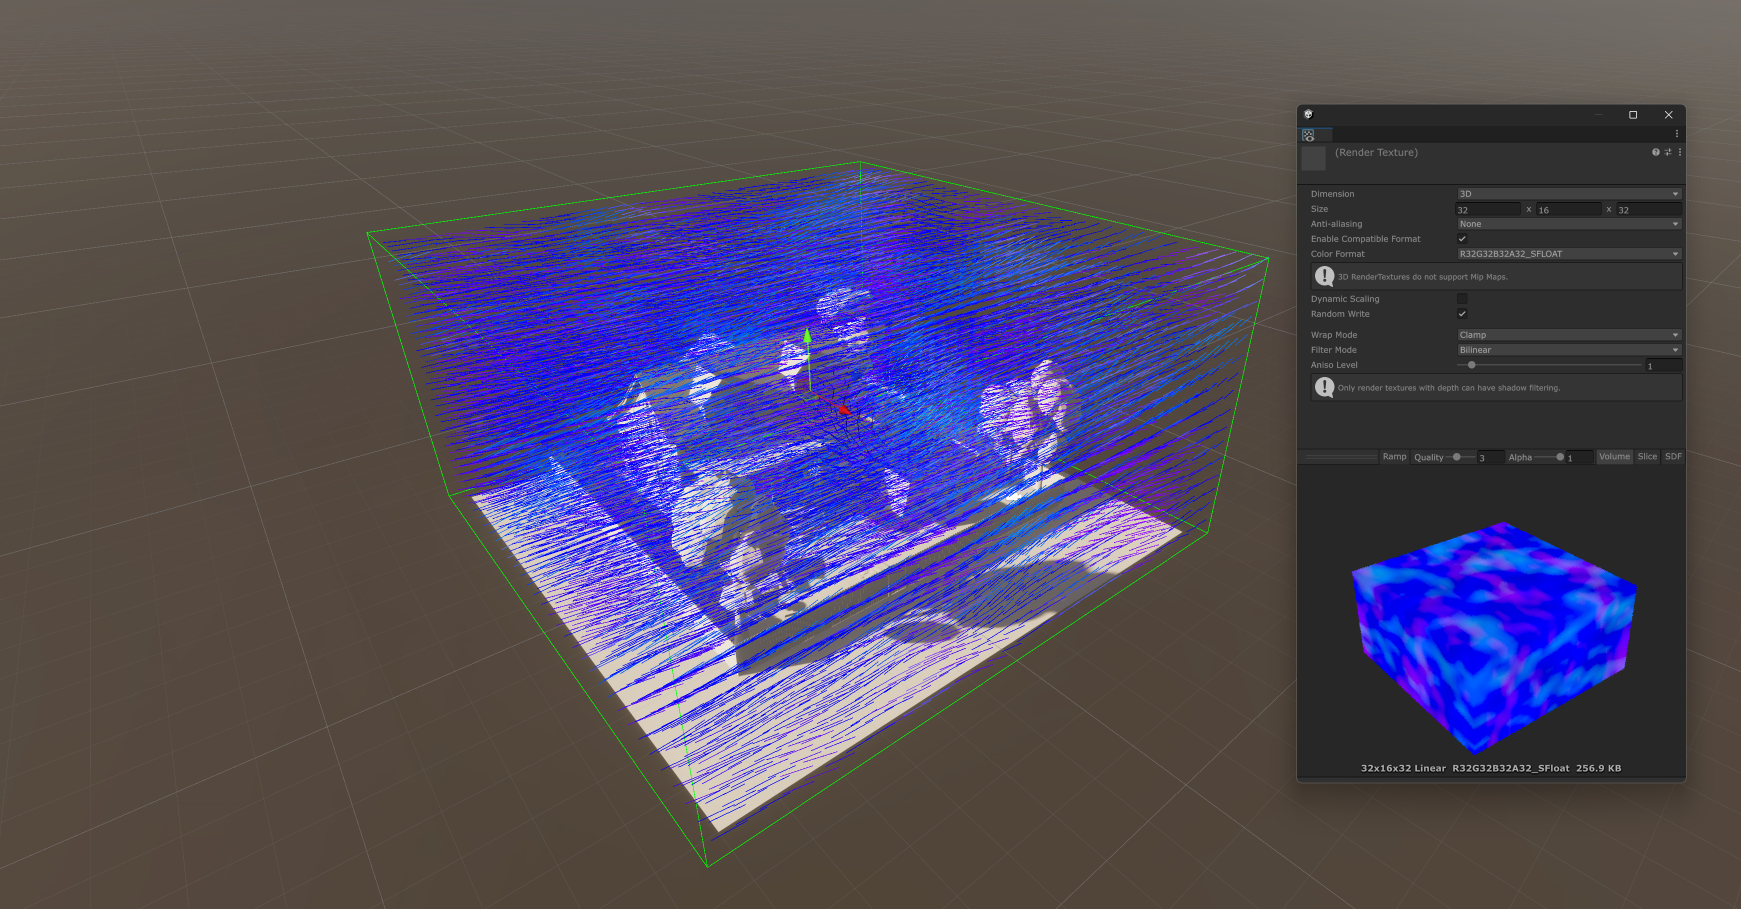 (Render Texture)
Dimension 3D
Size 32 x 16 x 32
Anti-aliasing None
Enable Compatible Format
Color Format R32G32B32A32_SFLOAT
3D RenderTextures do not support Mip Maps.
Dynamic Scaling
Random Write
Wrap Mode Clamp
Filter Mode Bilinear
Aniso Level 1
Only render textures with depth can have shadow filtering.
Ramp Quality 3 Alpha 1 Volume Slice SDF
32x16x32 Linear R32G32B32A32_SFloat 256.9 KB